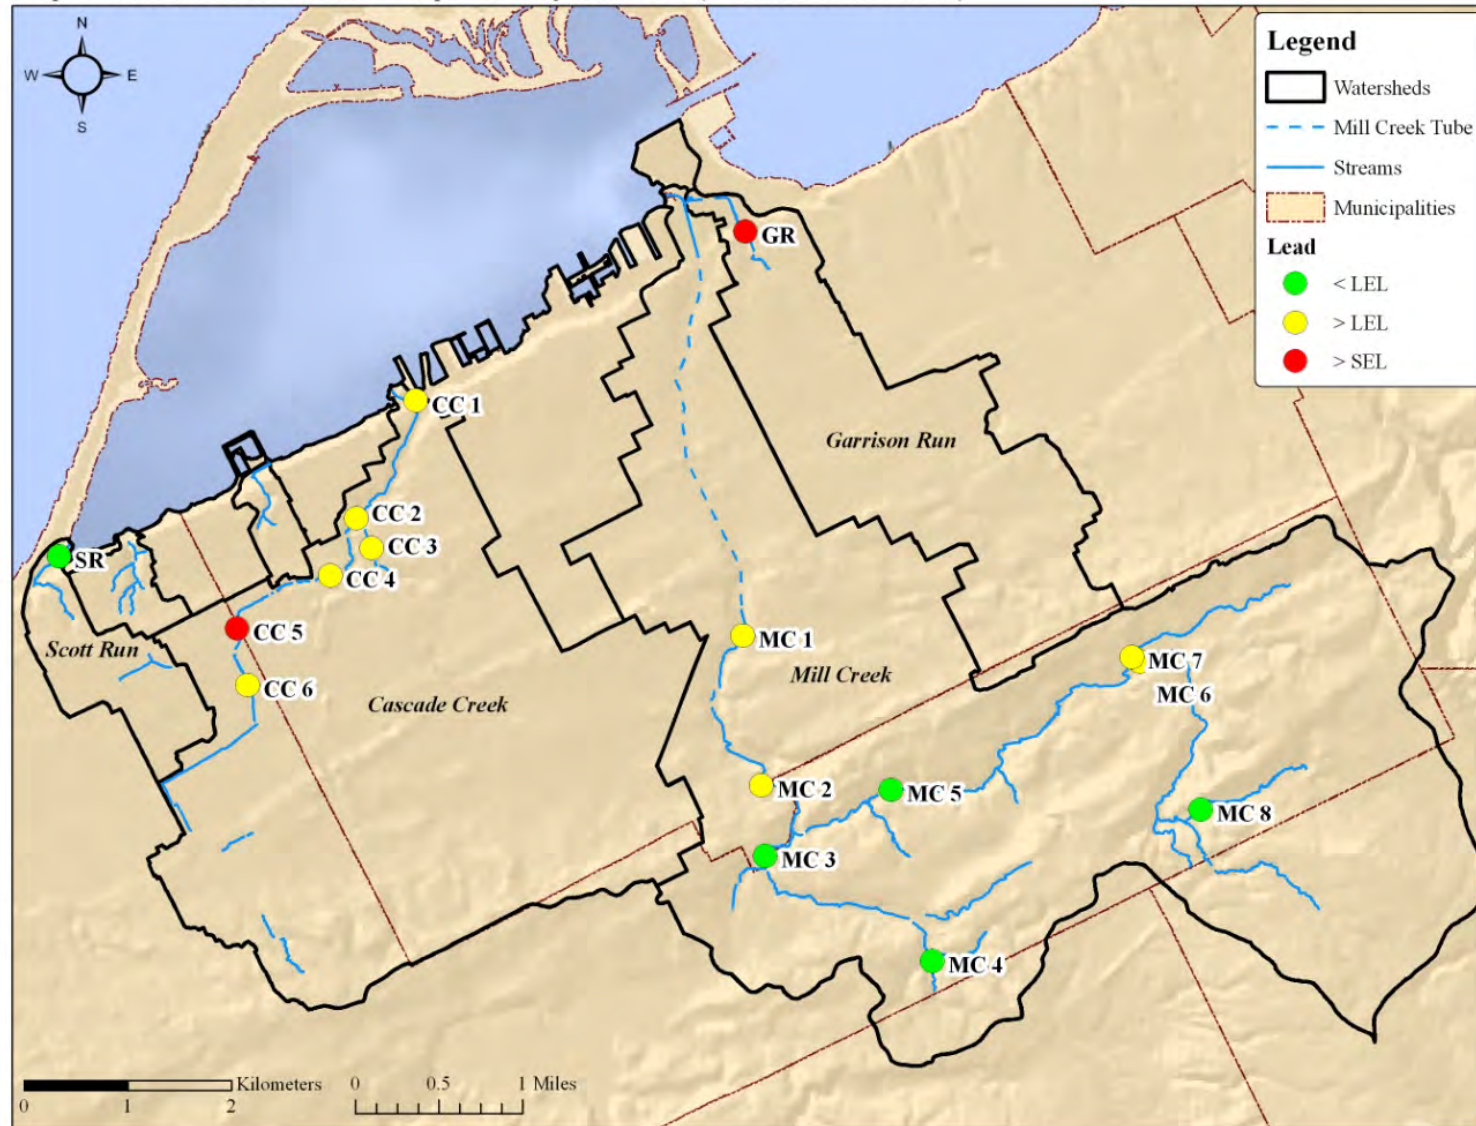 N
W E
S
Legend
Watersheds
Mill Creek Tube
Streams
Municipalities
Lead
< LEL
> LEL
> SEL
GR
CC 1
Garrison Run
CC 2
CC 3
SR
CC 4
CC 5
MC 1
Scott Run
MC 7
Mill Creek
CC 6
MC 6
Cascade Creek
MC 2
MC 5
MC 8
MC 3
MC 4
Kilometers
0 1 2
0 0.5 1 Miles